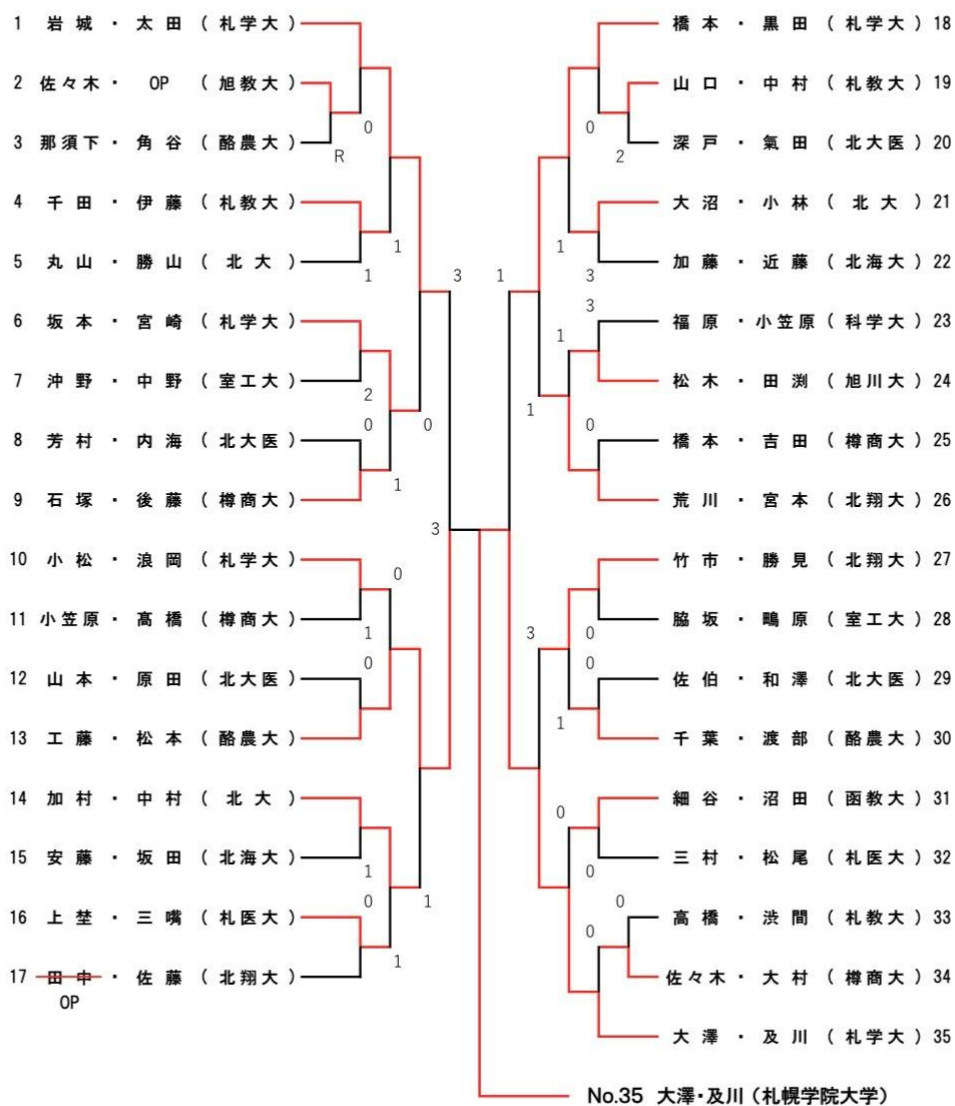 1 岩城・太田(札学大)
2 佐々木・OP(旭教大)
0
3 那須下・角谷(酪農大)
R
4 千田・伊藤(札教大)
1
5 丸山・勝山(北大)
1
3
6 坂本・宮崎(札学大)
7 沖野・中野(室工大)
2
0
0
8 芳村・内海(北大医)
1
9 石塚・後藤(樽商大)
3
10 小松・浪岡(札学大)
0
11 小笠原・髙橋(樽商大)
1
0
12 山本・原田(北大医)
13 工藤・松本(酪農大)
14 加村・中村(北大)
15 安藤・坂田(北海大)
1
0
1
16 上埜・三嘴(札医大)
1
17 田中・佐藤(北翔大)
OP
橋本・黒田(札学大) 18
山口・中村(札教大) 19
0
2
深戸・氣田(北大医) 20
大沼・小林(北大) 21
1
加藤・近藤(北海大) 22
3
1
3
福原・小笠原(科学大) 23
1
松木・田渕(旭川大) 24
1
0
橋本・吉田(樽商大) 25
荒川・宮本(北翔大) 26
竹市・勝見(北翔大) 27
脇坂・鴫原(室工大) 28
3
0
0
佐伯・和澤(北大医) 29
1
千葉・渡部(酪農大) 30
細谷・沼田(函教大) 31
0
三村・松尾(札医大) 32
0
0
高橋・渋間(札教大) 33
0
佐々木・大村(樽商大) 34
大澤・及川(札学大) 35
No.35 大澤・及川(札幌学院大学)